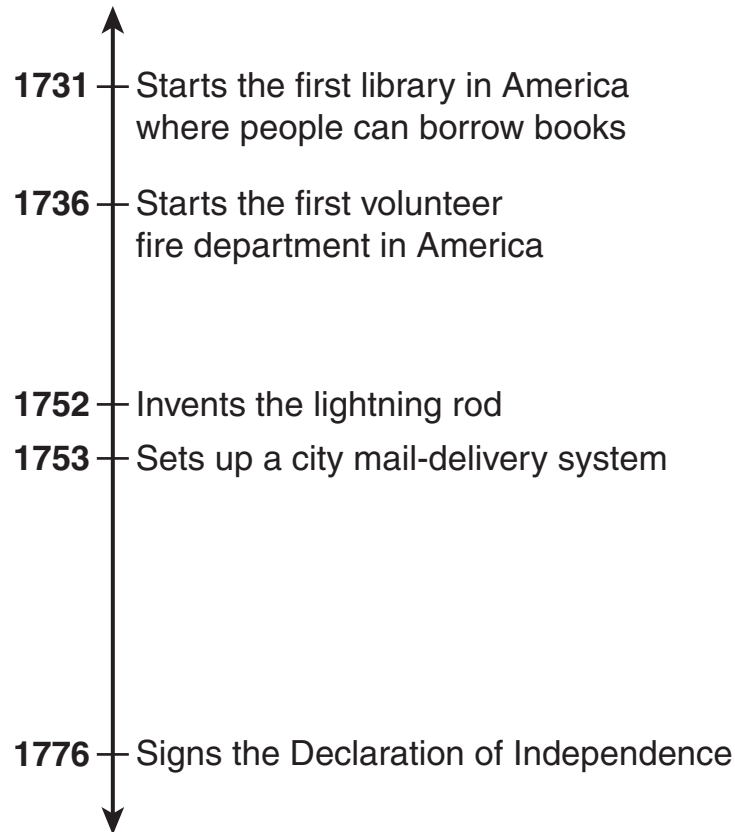 1731 Starts the first library in America
where people can borrow books
1736 Starts the first volunteer
fire department in America
1752 Invents the lightning rod
1753 Sets up a city mail-delivery system
1776 Signs the Declaration of Independence